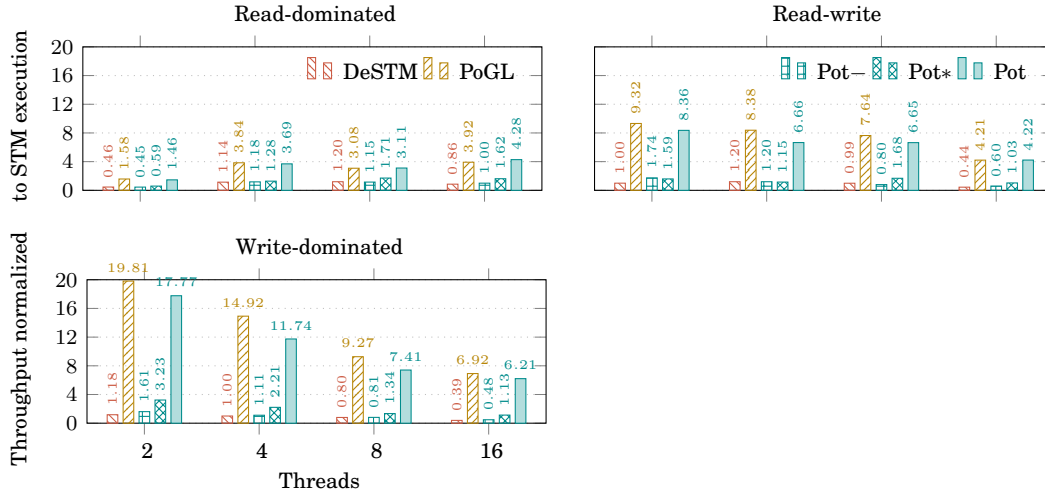 Read-dominated
Read-write
to STM execution
20
16
12
8
4
0
DeSTM PoGL
0.46 1.58 0.45 0.59 1.46
1.14 3.84 1.18 1.28 3.69
1.20 3.08 1.15 1.71 3.11
0.86 3.92 1.00 1.62 4.28
Pot− Pot* Pot
1.00 9.32 1.74 1.59 8.36
1.20 8.38 1.20 1.15 6.66
0.99 7.64 0.80 1.68 6.65
0.44 4.21 0.60 1.03 4.22
Write-dominated
Throughput normalized
20
16
12
8
4
0
1.18 19.81 1.61 3.23 17.77
1.00 14.92 1.11 2.21 11.74
0.80 9.27 0.81 1.34 7.41
0.39 6.92 0.48 1.13 6.21
2 4 8 16
Threads